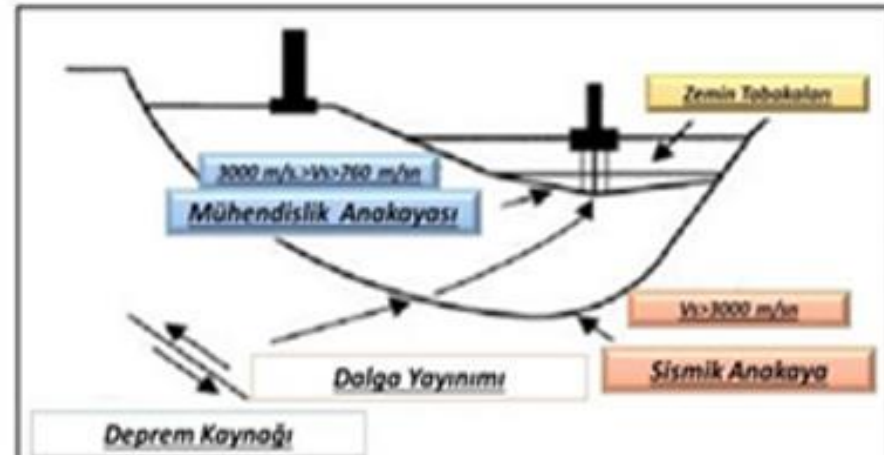 Zemin Tabakaları
3000 m/s.>Vs>760 m/sn
Mühendislik Anakayası
Vs>3000 m/sn
Dalga Yayınımı
Sismik Anakaya
Deprem Kaynağı